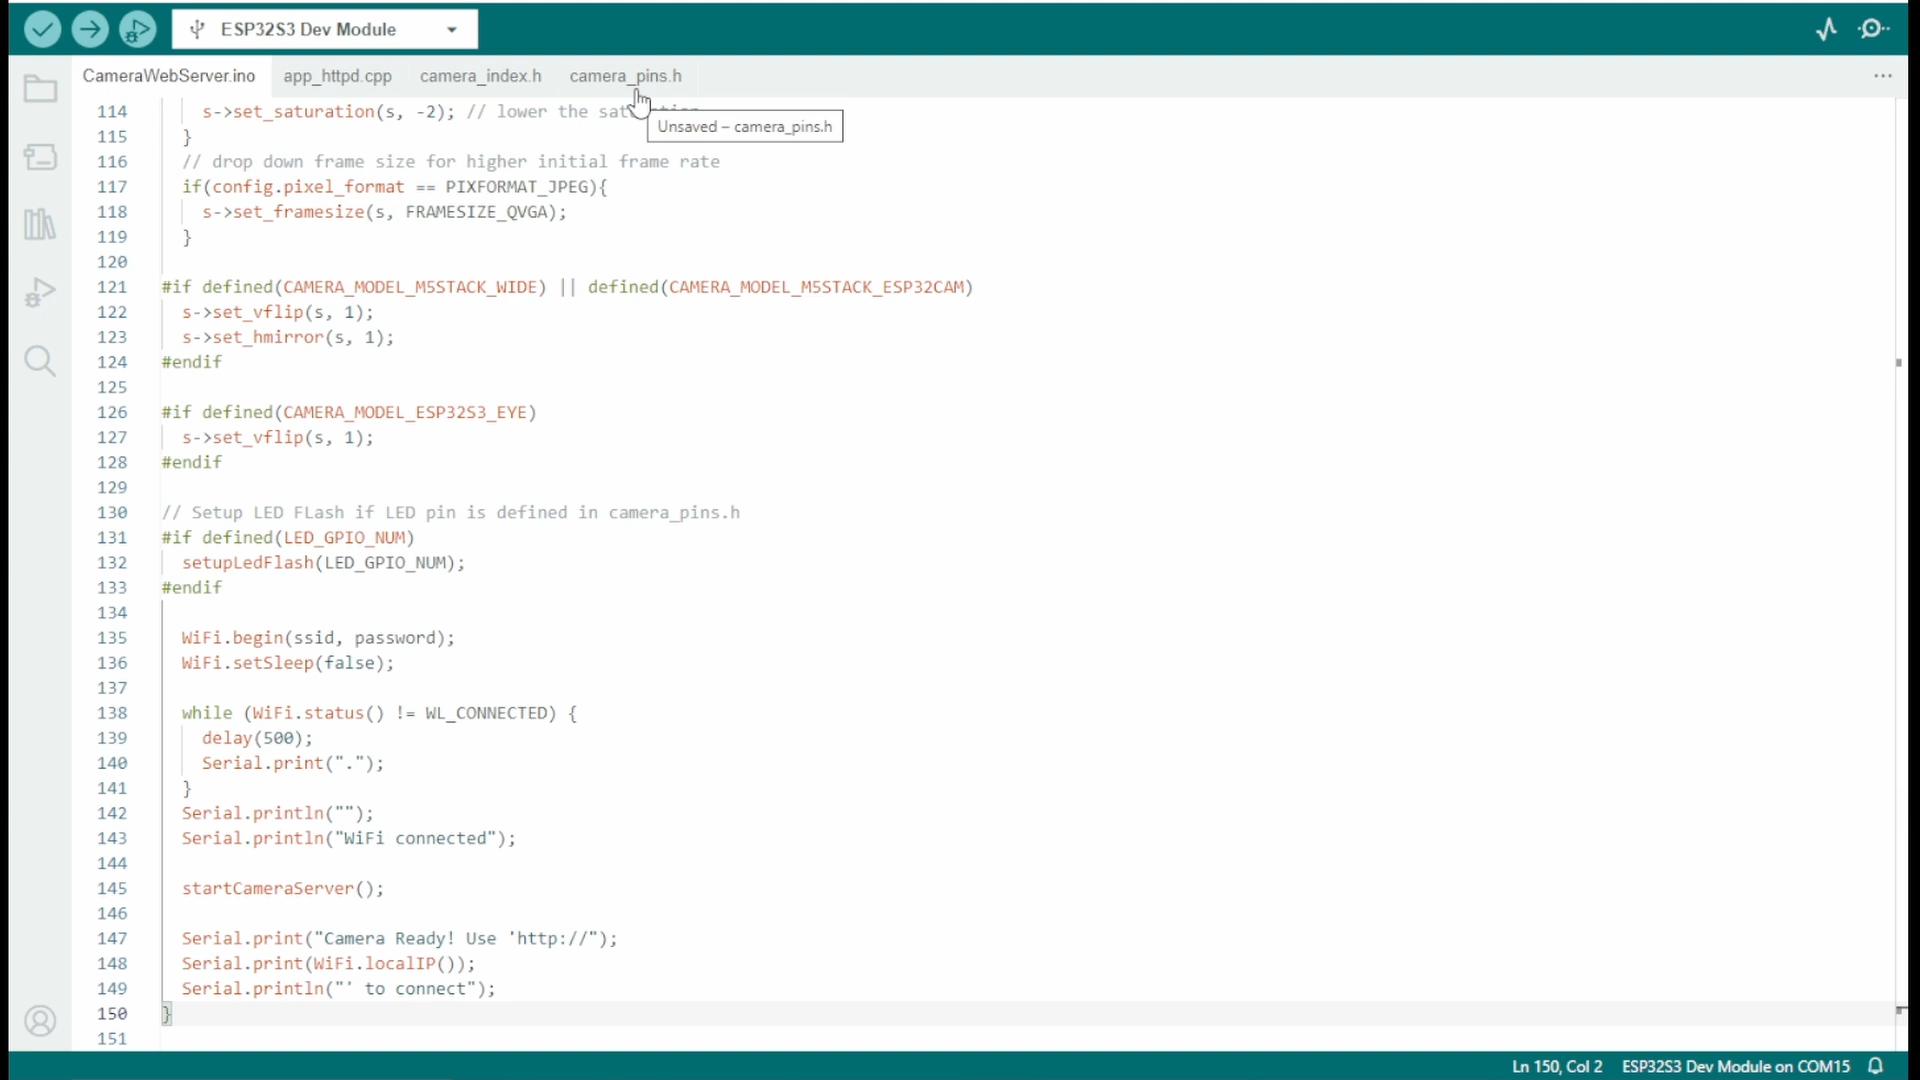 ESP32S3 Dev Module
CameraWebServer.ino app_httpd.cpp camera_index.h camera_pins.h
114 s->set_saturation(s, -2); // lower the
Unsaved – camera_pins.h
115 }
116 // drop down frame size for higher initial frame rate
117 if(config.pixel_format == PIXFORMAT_JPEG){
118 s->set_framesize(s, FRAMESIZE_QVGA);
119 }
120
121 #if defined(CAMERA_MODEL_M5STACK_WIDE) || defined(CAMERA_MODEL_M5STACK_ESP32CAM)
122 s->set_vflip(s, 1);
123 s->set_hmirror(s, 1);
124 #endif
125
126 #if defined(CAMERA_MODEL_ESP32S3_EYE)
127 s->set_vflip(s, 1);
128 #endif
129
130 // Setup LED FLash if LED pin is defined in camera_pins.h
131 #if defined(LED_GPIO_NUM)
132 setupLedFlash(LED_GPIO_NUM);
133 #endif
134
135 WiFi.begin(ssid, password);
136 WiFi.setSleep(false);
137
138 while (WiFi.status() != WL_CONNECTED) {
139 delay(500);
140 Serial.print(".");
141 }
142 Serial.println("");
143 Serial.println("WiFi connected");
144
145 startCameraServer();
146
147 Serial.print("Camera Ready! Use 'http://");
148 Serial.print(WiFi.localIP());
149 Serial.println("' to connect");
150 }
151
Ln 150, Col 2 ESP32S3 Dev Module on COM15